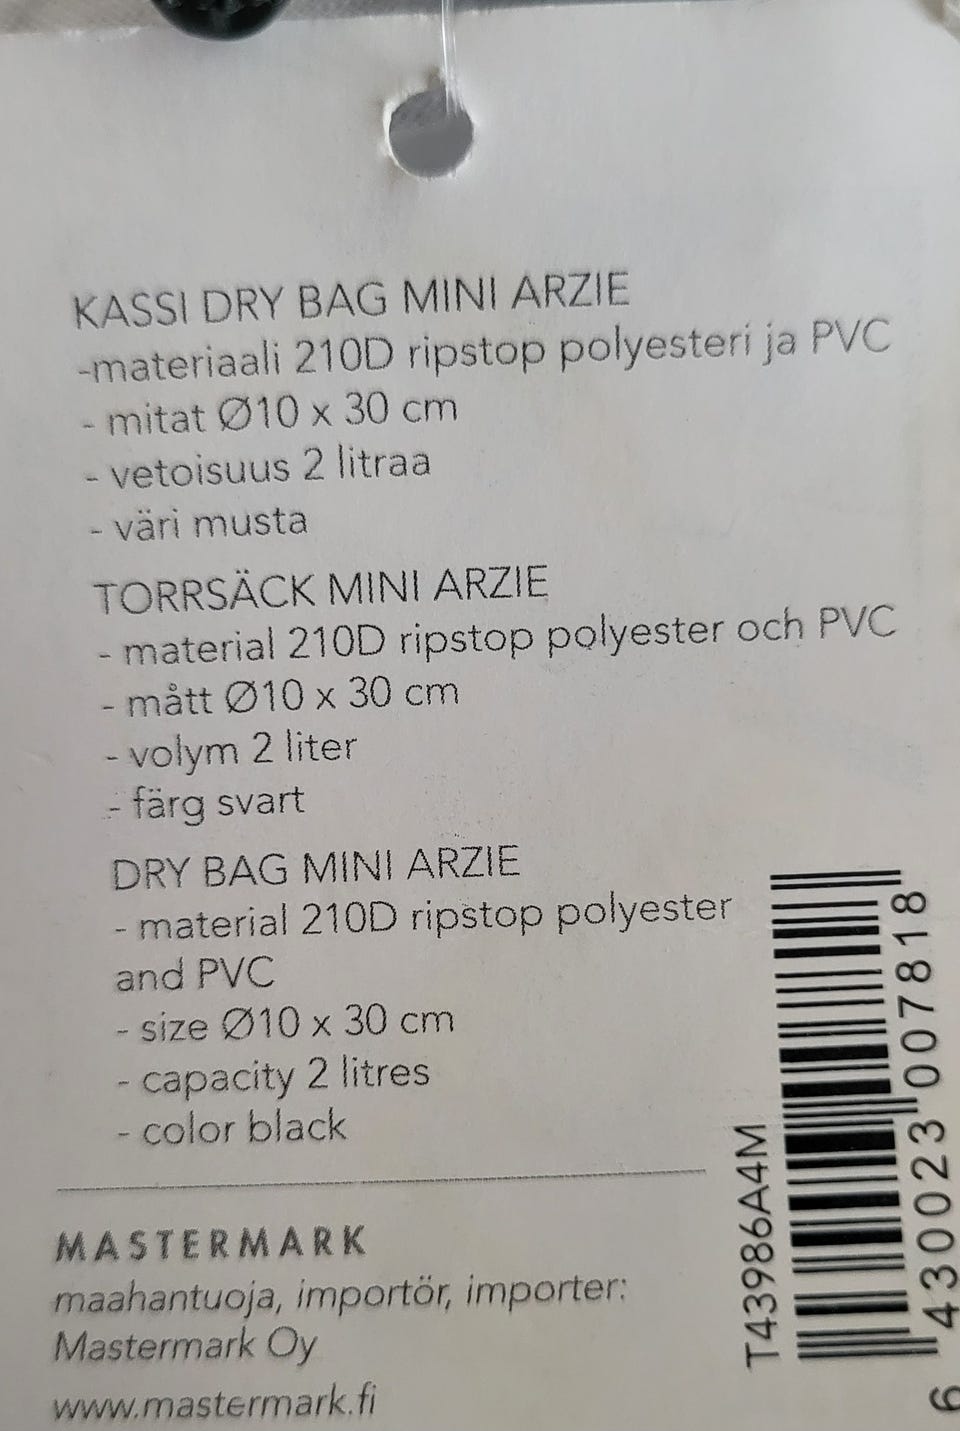 KASSI DRY BAG MINI ARZIE
-materiaali 210D ripstop polyesteri ja PVC
- mitat Ø10 x 30 cm
- vetoisuus 2 litraa
- väri musta
TORRSÄCK MINI ARZIE
- material 210D ripstop polyester och PVC
- mått Ø10 x 30 cm
- volym 2 liter
- färg svart
DRY BAG MINI ARZIE
- material 210D ripstop polyester
and PVC
- size Ø10 x 30 cm
- capacity 2 litres
- color black
MASTERMARK
maahantuoja, importör, importer:
Mastermark Oy
www.mastermark.fi
T43986A4M
6 430023 007818